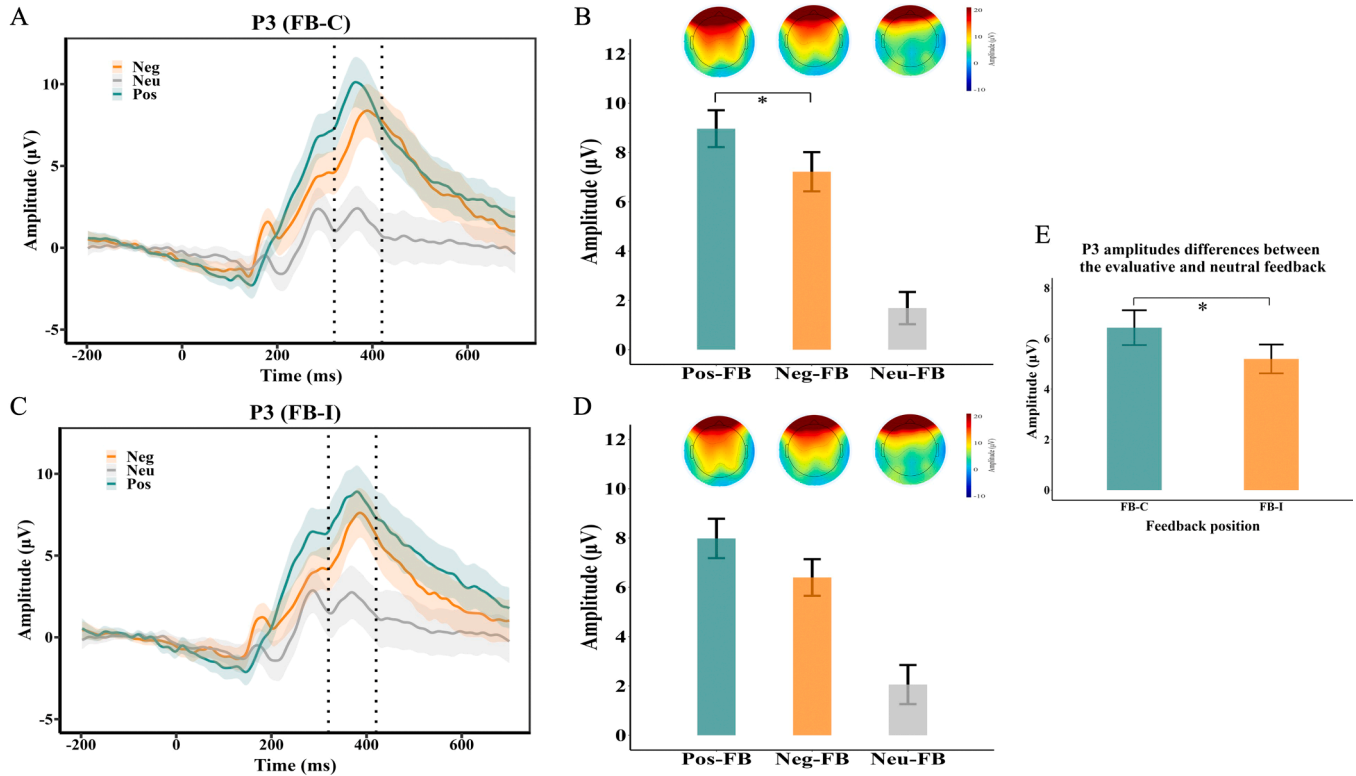 A
P3 (FB-C)
Neg
Neu
Pos
Amplitude (µV)
10
5
0
-5
-200 0 200 400 600
Time (ms)
B
20
10
0
-10
Amplitude (µV)
12
10
8
6
4
2
0
Amplitude (µV)
*
Pos-FB Neg-FB Neu-FB
C
P3 (FB-I)
Neg
Neu
Pos
Amplitude (µV)
10
5
0
-5
-200 0 200 400 600
Time (ms)
D
20
10
0
-10
Amplitude (µV)
12
10
8
6
4
2
0
Amplitude (µV)
Pos-FB Neg-FB Neu-FB
E
P3 amplitudes differences between
the evaluative and neutral feedback
8
6
4
2
0
Amplitude (µV)
*
FB-C FB-I
Feedback position